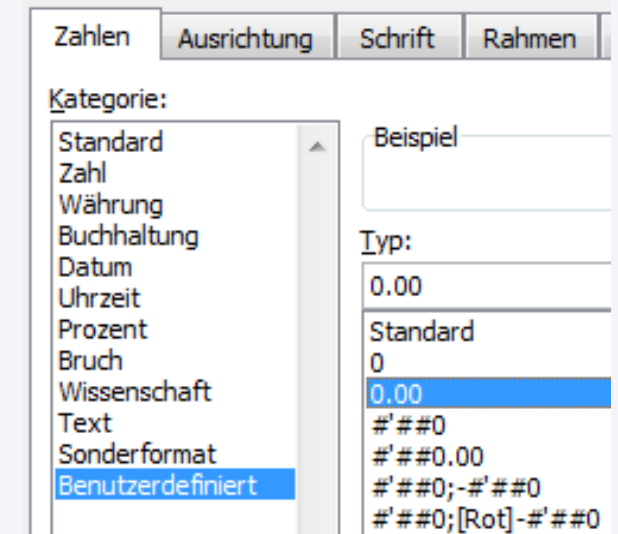 Zahlen Ausrichtung Schrift Rahmen
Kategorie:
Standard
Zahl
Währung
Buchhaltung
Datum
Uhrzeit
Prozent
Bruch
Wissenschaft
Text
Sonderformat
Benutzerdefiniert
Beispiel
Typ:
0.00
Standard
0
0.00
#'##0
#'##0.00
#'##0;-#'##0
#'##0;[Rot]-#'##0